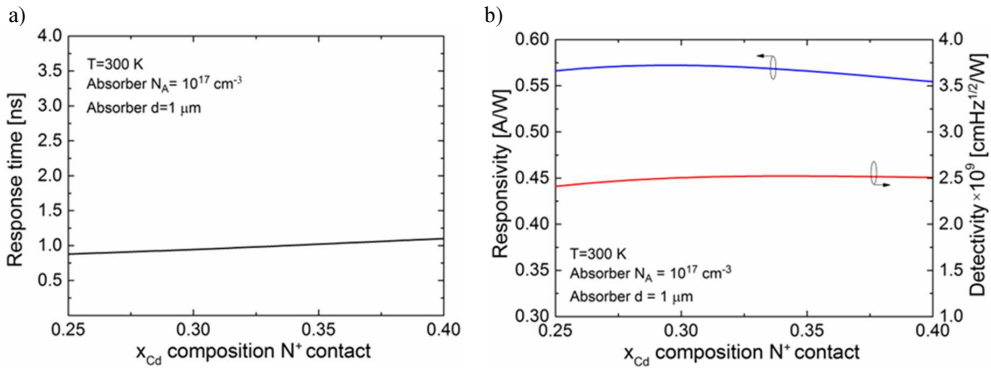 a)
4.0
3.5
3.0
2.5
2.0
1.5
1.0
0.5
Response time [ns]
T=300 K
Absorber N_A= 10^17 cm^-3
Absorber d=1 μm
0.25 0.30 0.35 0.40
x_Cd composition N^+ contact
b)
0.60
0.55
0.50
0.45
0.40
0.35
0.30
Responsivity [A/W]
4.0
3.5
3.0
2.5
2.0
1.5
1.0
Detectivity×10^9 [cmHz^1/2/W]
T=300 K
Absorber N_A = 10^17 cm^-3
Absorber d = 1 μm
0.25 0.30 0.35 0.40
x_Cd composition N^+ contact